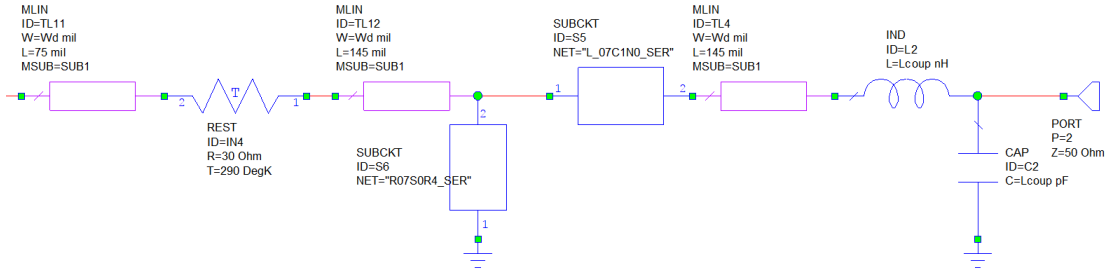 MLIN
ID=TL11
W=Wd mil
L=75 mil
MSUB=SUB1
2
T
1
REST
ID=IN4
R=30 Ohm
T=290 DegK
MLIN
ID=TL12
W=Wd mil
L=145 mil
MSUB=SUB1
2
SUBCKT
ID=S6
NET="R07S0R4_SER"
1
SUBCKT
ID=S5
NET="L_07C1N0_SER"
1
2
MLIN
ID=TL4
W=Wd mil
L=145 mil
MSUB=SUB1
IND
ID=L2
L=Lcoup nH
CAP
ID=C2
C=Lcoup pF
PORT
P=2
Z=50 Ohm